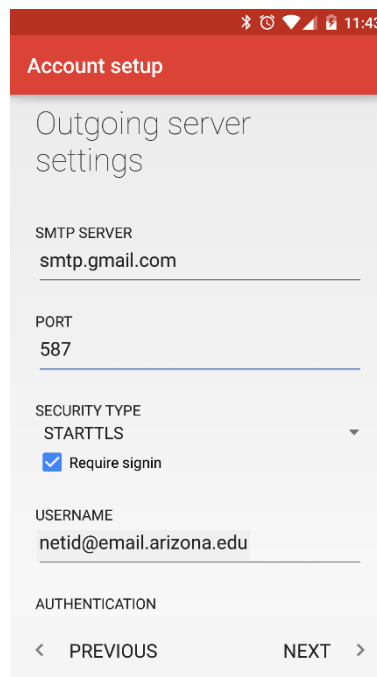 11:43
Account setup
Outgoing server
settings
SMTP SERVER
smtp.gmail.com
PORT
587
SECURITY TYPE
STARTTLS
Require signin
USERNAME
netid@email.arizona.edu
AUTHENTICATION
PREVIOUS NEXT